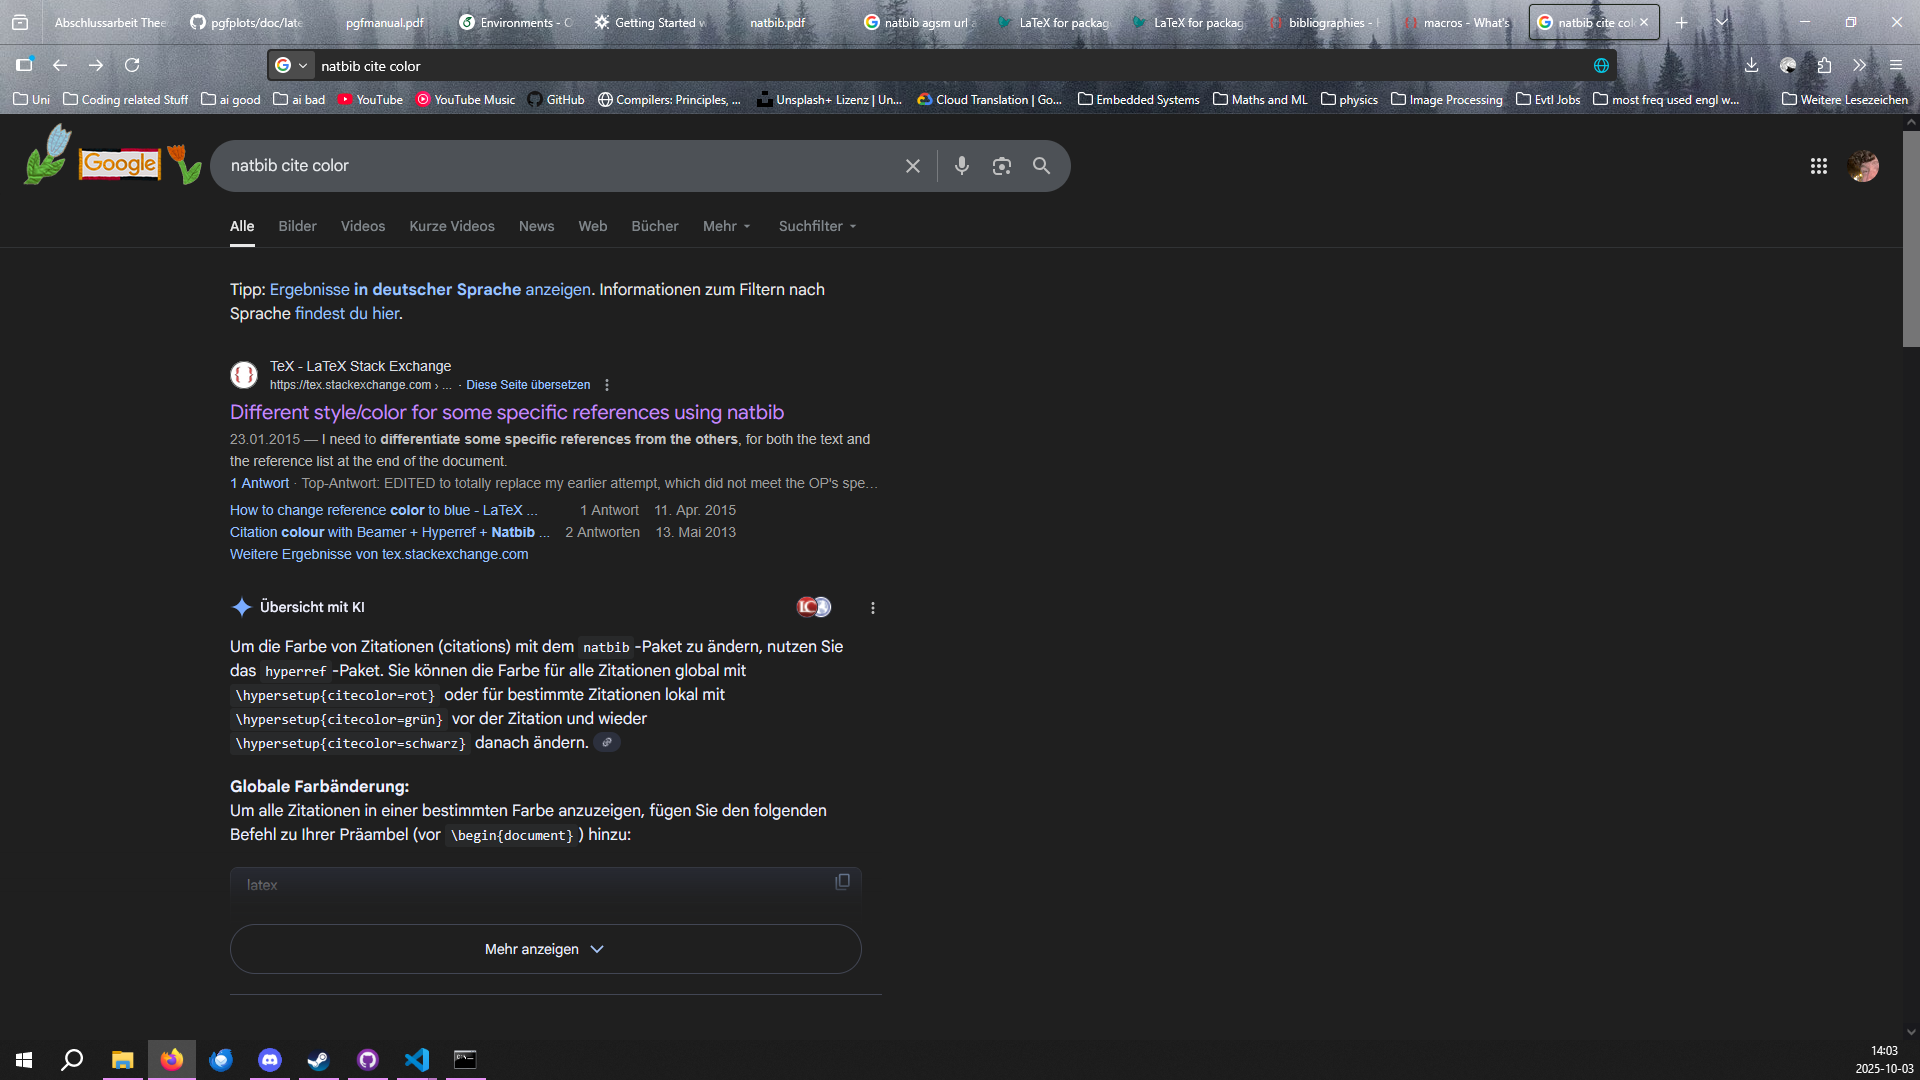 Abschlussarbeit Thee
pgfplots/doc/late
pgfmanual.pdf
Environments - O
Getting Started w
natbib.pdf
natbib agsm url a
LaTeX for packag
LaTeX for packag
bibliographies -
macros - What's
natbib cite col
natbib cite color
Uni
Coding related Stuff
ai good
ai bad
YouTube
YouTube Music
GitHub
Compilers: Principles, ...
Unsplash+ Lizenz | Un...
Cloud Translation | Go...
Embedded Systems
Maths and ML
physics
Image Processing
Evtl Jobs
most freq used engl w...
Weitere Lesezeichen
Google
natbib cite color
Alle
Bilder
Videos
Kurze Videos
News
Web
Bücher
Mehr
Suchfilter
Tipp: Ergebnisse in deutscher Sprache anzeigen. Informationen zum Filtern nach
Sprache findest du hier.
TeX - LaTeX Stack Exchange
https://tex.stackexchange.com › ... · Diese Seite übersetzen
Different style/color for some specific references using natbib
23.01.2015 — I need to differentiate some specific references from the others, for both the text and
the reference list at the end of the document.
1 Antwort · Top-Antwort: EDITED to totally replace my earlier attempt, which did not meet the OP's spe...
How to change reference color to blue - LaTeX ... 1 Antwort 11. Apr. 2015
Citation colour with Beamer + Hyperref + Natbib ... 2 Antworten 13. Mai 2013
Weitere Ergebnisse von tex.stackexchange.com
Übersicht mit KI
Um die Farbe von Zitationen (citations) mit dem natbib -Paket zu ändern, nutzen Sie
das hyperref -Paket. Sie können die Farbe für alle Zitationen global mit
\hypersetup{citecolor=rot} oder für bestimmte Zitationen lokal mit
\hypersetup{citecolor=grün} vor der Zitation und wieder
\hypersetup{citecolor=schwarz} danach ändern.
Globale Farbänderung:
Um alle Zitationen in einer bestimmten Farbe anzuzeigen, fügen Sie den folgenden
Befehl zu Ihrer Präambel (vor \begin{document} ) hinzu:
latex
Mehr anzeigen
14:03
2025-10-03